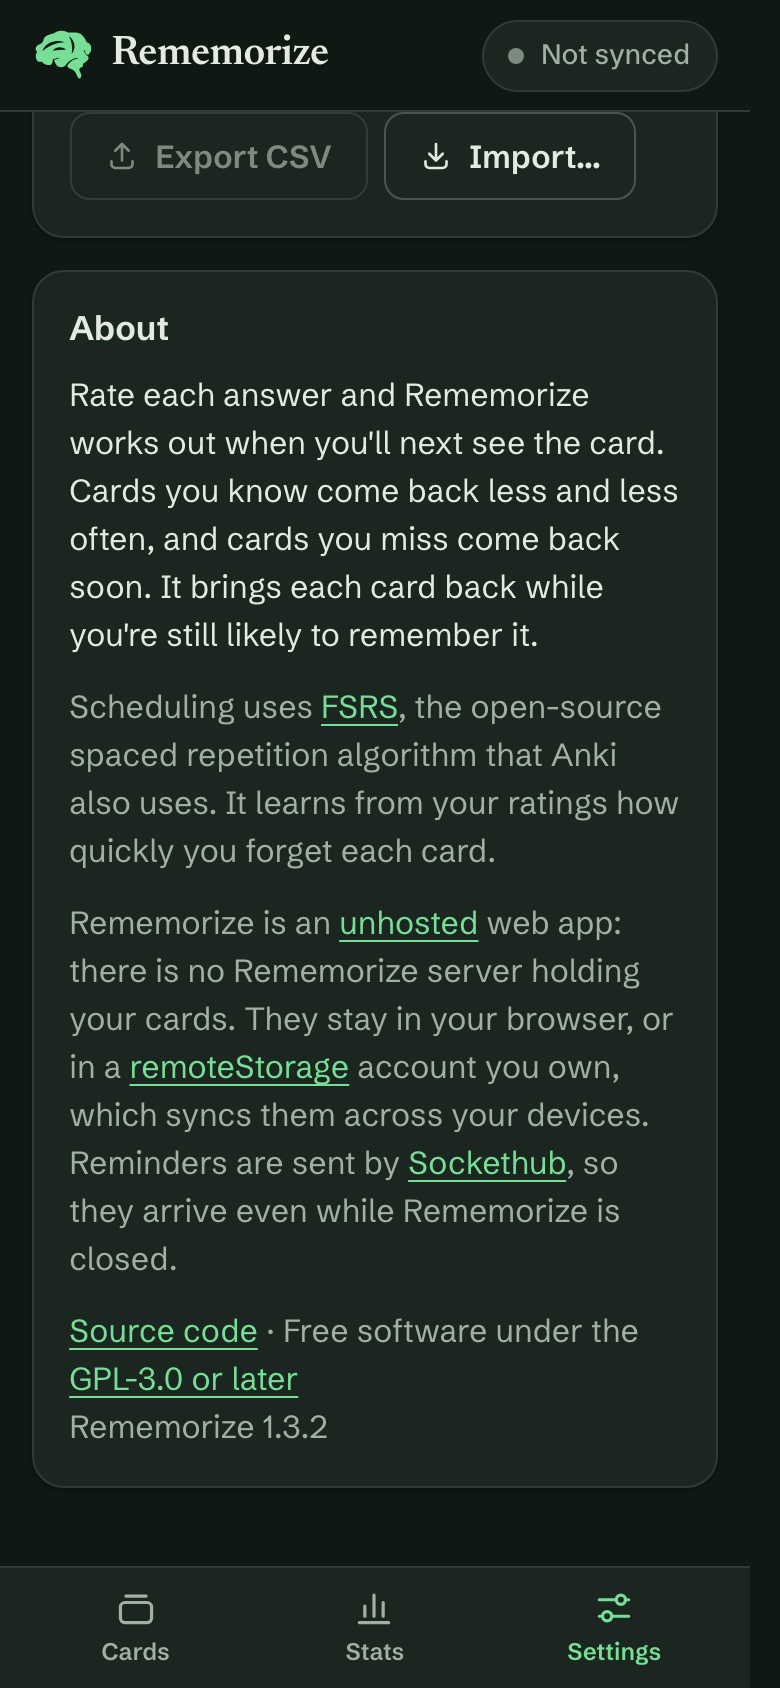 Rememorize
Not synced
Export CSV
Import...
About
Rate each answer and Rememorize
works out when you'll next see the card.
Cards you know come back less and less
often, and cards you miss come back
soon. It brings each card back while
you're still likely to remember it.
Scheduling uses FSRS, the open-source
spaced repetition algorithm that Anki
also uses. It learns from your ratings how
quickly you forget each card.
Rememorize is an unhosted web app:
there is no Rememorize server holding
your cards. They stay in your browser, or
in a remoteStorage account you own,
which syncs them across your devices.
Reminders are sent by Sockethub, so
they arrive even while Rememorize is
closed.
Source code · Free software under the
GPL-3.0 or later
Rememorize 1.3.2
Cards
Stats
Settings